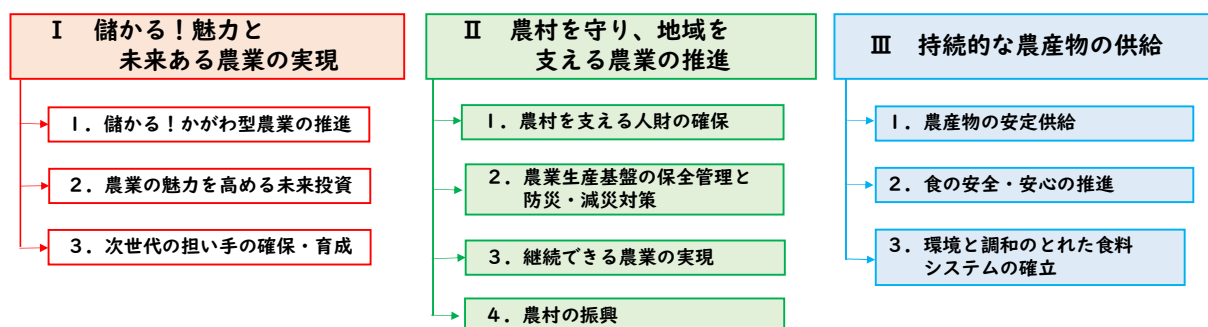 Ⅰ 儲かる!魅力と
未来ある農業の実現
1.儲かる!かがわ型農業の推進
2.農業の魅力を高める未来投資
3.次世代の担い手の確保・育成
Ⅱ 農村を守り、地域を
支える農業の推進
1.農村を支える人財の確保
2.農業生産基盤の保全管理と
防災・減災対策
3.継続できる農業の実現
4.農村の振興
Ⅲ 持続的な農産物の供給
1.農産物の安定供給
2.食の安全・安心の推進
3.環境と調和のとれた食料
システムの確立